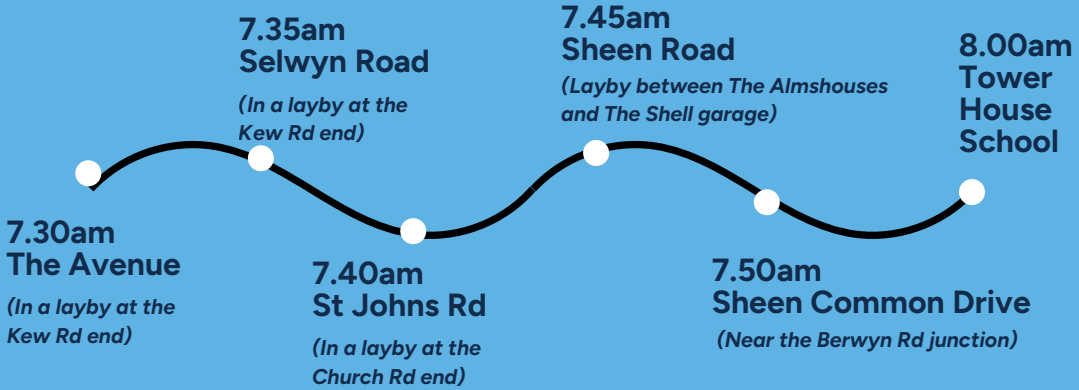 7.30am
The Avenue
(In a layby at the
Kew Rd end)
7.35am
Selwyn Road
(In a layby at the
Kew Rd end)
7.40am
St Johns Rd
(In a layby at the
Church Rd end)
7.45am
Sheen Road
(Layby between The Almshouses
and The Shell garage)
7.50am
Sheen Common Drive
(Near the Berwyn Rd junction)
8.00am
Tower
House
School